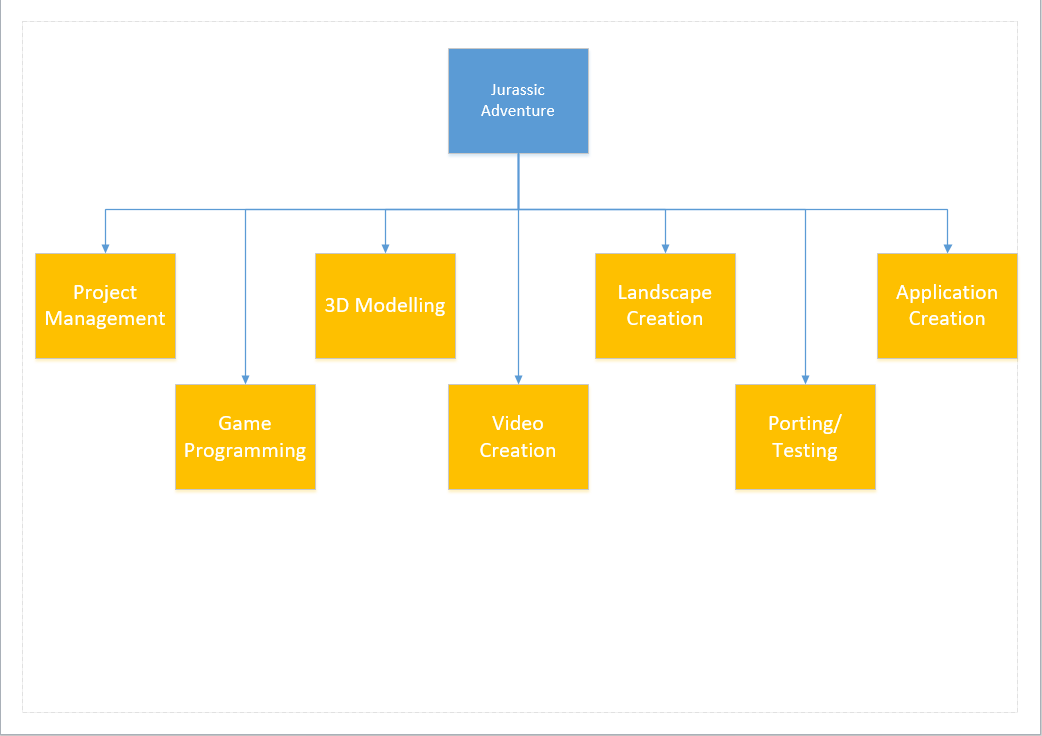 Jurassic
Adventure
Project
Management
3D Modelling
Landscape
Creation
Application
Creation
Game
Programming
Video
Creation
Porting/
Testing